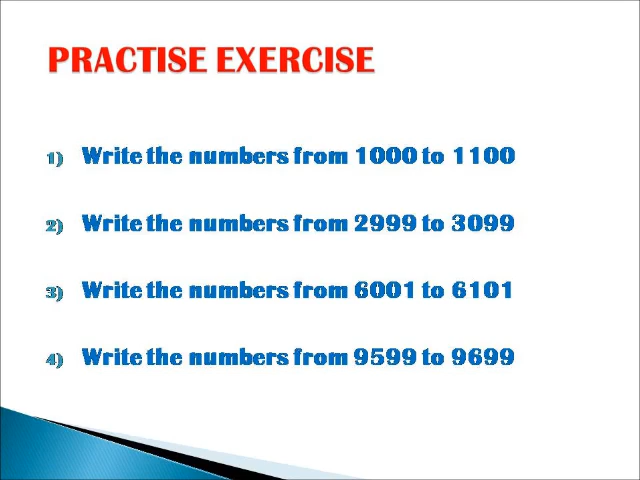 PRACTISE EXERCISE
1) Write the numbers from 1000 to 1100
2) Write the numbers from 2999 to 3099
3) Write the numbers from 6001 to 6101
4) Write the numbers from 9599 to 9699